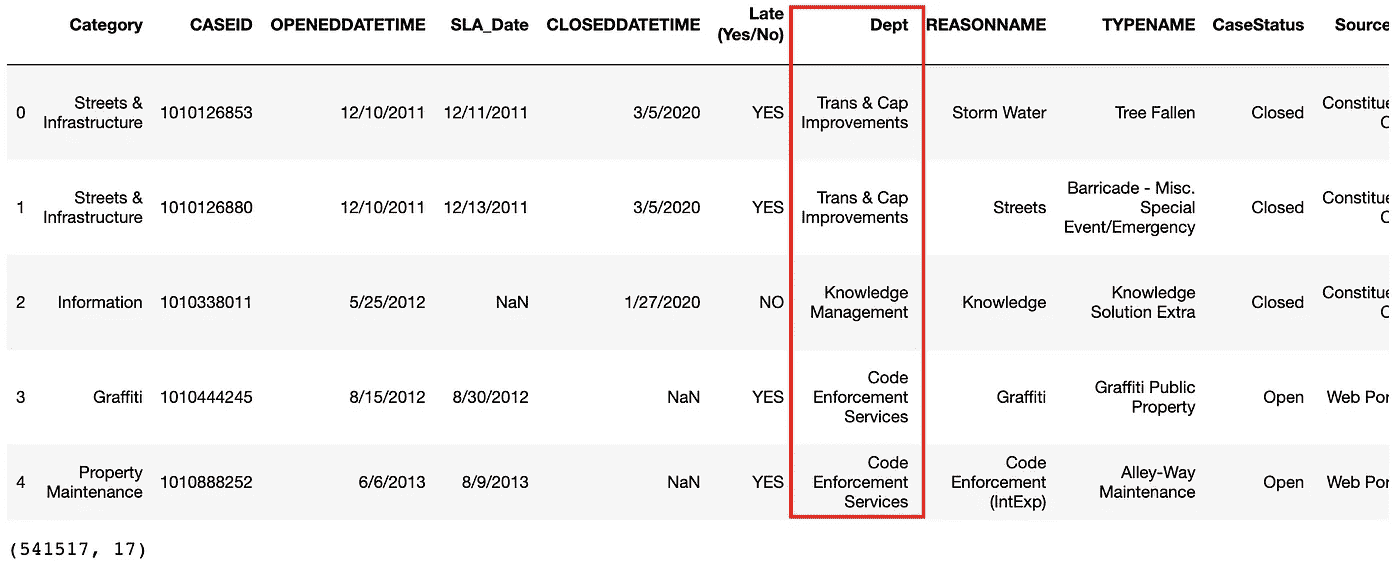 Category CASEID OPENEDDATETIME SLA_Date CLOSEDDATETIME Late (Yes/No) Dept REASONNAME TYPENAME CaseStatus Source
0 Streets & Infrastructure 1010126853 12/10/2011 12/11/2011 3/5/2020 YES Trans & Cap Improvements Storm Water Tree Fallen Closed
1 Streets & Infrastructure 1010126880 12/10/2011 12/13/2011 3/5/2020 YES Trans & Cap Improvements Streets Barricade - Misc. Special Event/Emergency Closed
2 Information 1010338011 5/25/2012 NaN 1/27/2020 NO Knowledge Management Knowledge Knowledge Solution Extra Closed
3 Graffiti 1010444245 8/15/2012 8/30/2012 NaN YES Code Enforcement Services Graffiti Graffiti Public Property Open Web
4 Property Maintenance 1010888252 6/6/2013 8/9/2013 NaN YES Code Enforcement Services Code Enforcement (IntExp) Alley-Way Maintenance Open Web
(541517, 17)